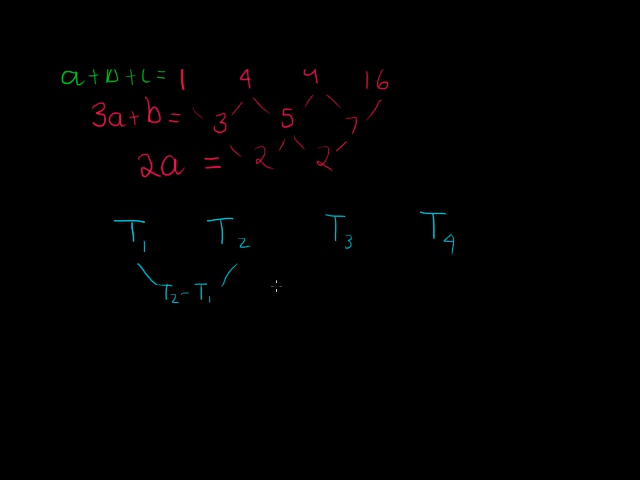 a+b+c= 1 4 4 16
3a+b= 3 5 7
2a = 2 2
T₁ T₂ T₃ T₄
T₂-T₁